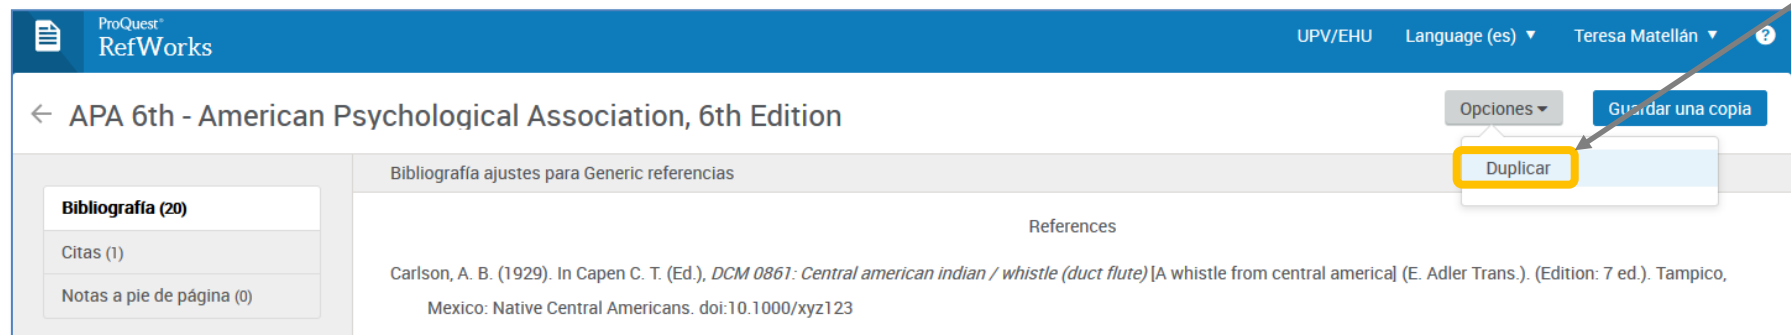 ProQuest®
RefWorks
UPV/EHU Language (es) ▼ Teresa Matellán ▼ ?
← APA 6th - American Psychological Association, 6th Edition
Opciones ▾ Guardar una copia
Duplicar
Bibliografía ajustes para Generic referencias
Bibliografía (20)
Citas (1)
Notas a pie de página (0)
References
Carlson, A. B. (1929). In Capen C. T. (Ed.), DCM 0861: Central american indian / whistle (duct flute) [A whistle from central america] (E. Adler Trans.). (Edition: 7 ed.). Tampico,
Mexico: Native Central Americans. doi:10.1000/xyz123